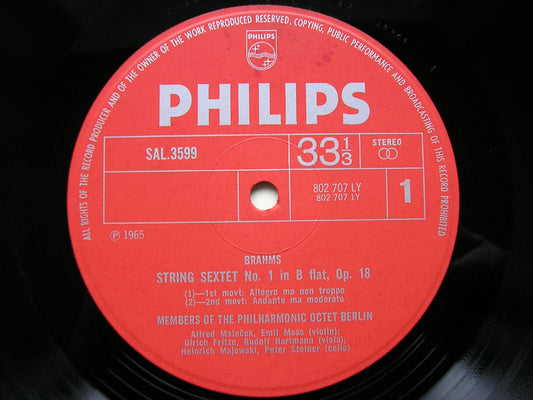 ALL RIGHTS OF THE RECORD PRODUCER AND OF THE OWNER OF THE WORK REPRODUCED RESERVED. COPYING, PUBLIC PERFORMANCE AND BROADCASTING OF THIS RECORD PROHIBITED
PHILIPS
PHILIPS
SAL.3599
33⅓
STEREO
802 707 LY
802 707 1Y
1
℗ 1965
BRAHMS
STRING SEXTET No. 1 in B flat, Op. 18
(1)—1st movt: Allegro ma non troppo
(2)—2nd movt: Andante ma moderato
MEMBERS OF THE PHILHARMONIC OCTET BERLIN
Alfred Maleček, Emil Maas (violin);
Ulrich Fritze, Rudolf Hartmann (viola);
Heinrich Majowski, Peter Steiner (cello)